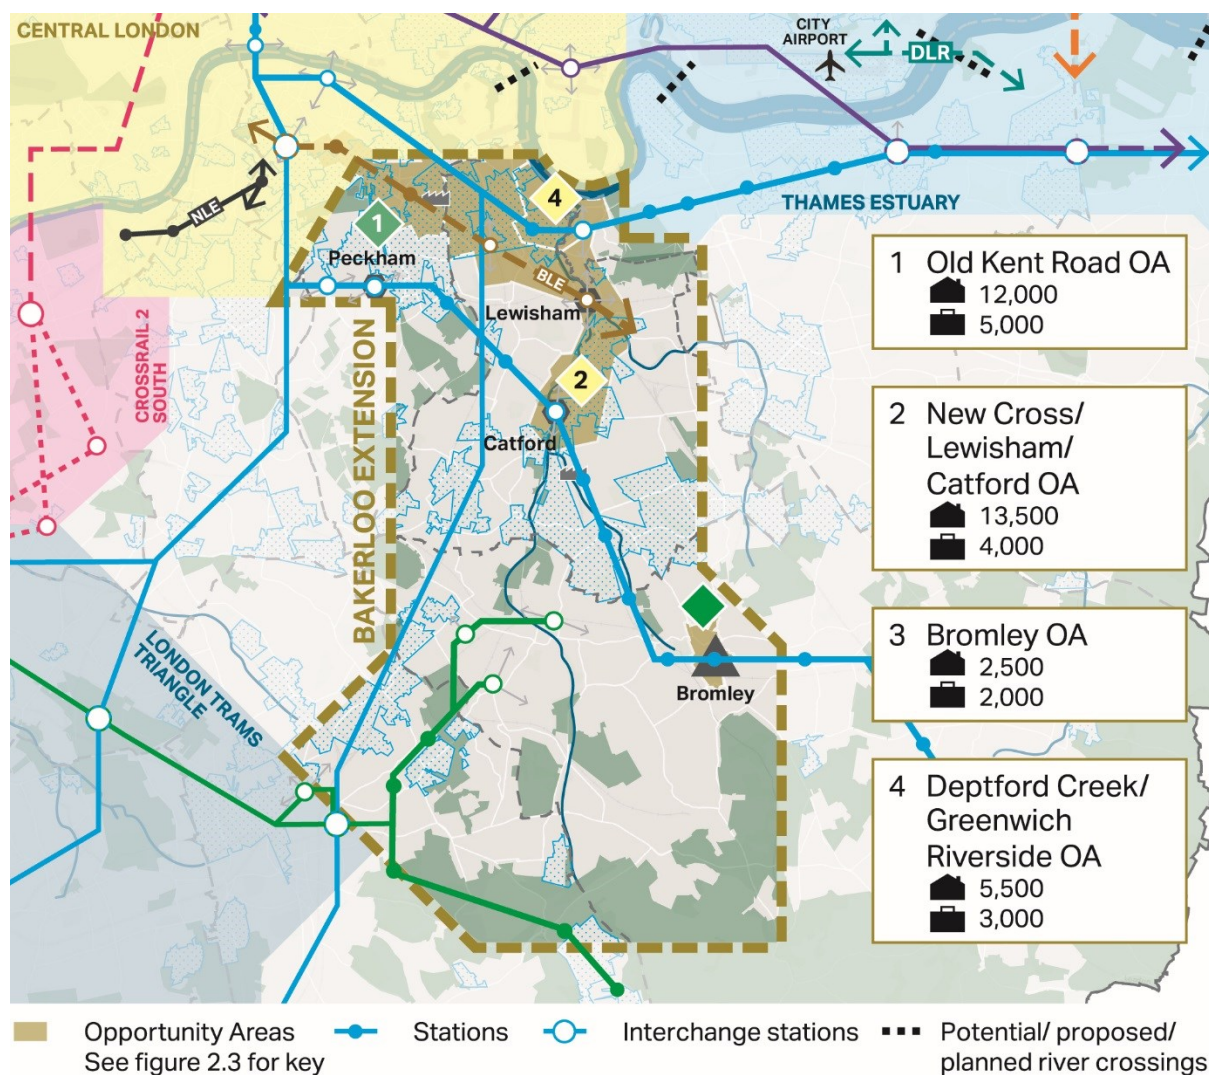 CENTRAL LONDON
CITY
AIRPORT
DLR
NLE
4
THAMES ESTUARY
1
Peckham
BLE
Lewisham
2
Catford
CROSSRAIL 2
SOUTH
BAKERLOO EXTENSION
LONDON TRAMS
TRIANGLE
Bromley
1 Old Kent Road OA
12,000
5,000
2 New Cross/
Lewisham/
Catford OA
13,500
4,000
3 Bromley OA
2,500
2,000
4 Deptford Creek/
Greenwich
Riverside OA
5,500
3,000
Opportunity Areas
See figure 2.3 for key
Stations
Interchange stations
Potential/ proposed/
planned river crossings